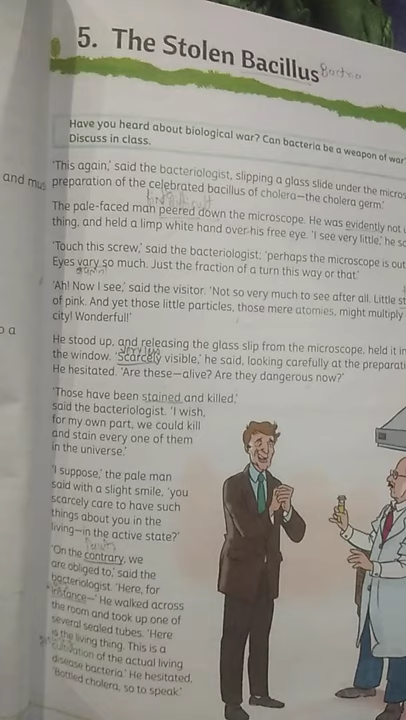 5. The Stolen Bacillus
Have you heard about biological war? Can bacteria be a weapon of war
Discuss in class.
'This again,' said the bacteriologist, slipping a glass slide under the micros
and mu
preparation of the celebrated bacillus of cholera—the cholera germ.'
The pale-faced man peered down the microscope. He was evidently not
thing, and held a limp white hand over his free eye. 'I see very little,' he sa
'Touch this screw,' said the bacteriologist; 'perhaps the microscope is out
Eyes vary so much. Just the fraction of a turn this way or that.'
'Ah! Now I see,' said the visitor. 'Not so very much to see after all. Little st
of pink. And yet those little particles, those mere atomies, might multiply
city! Wonderful!'
o a
He stood up, and releasing the glass slip from the microscope, held it in
the window. 'Scarcely visible,' he said, looking carefully at the preparati
He hesitated. 'Are these—alive? Are they dangerous now?'
'Those have been stained and killed,'
said the bacteriologist. 'I wish,
for my own part, we could kill
and stain every one of them
in the universe.'
'I suppose,' the pale man
said with a slight smile, 'you
scarcely care to have such
things about you in the
living—in the active state?'
'On the contrary, we
are obliged to,' said the
bacteriologist. 'Here, for
instance—' He walked across
the room and took up one of
several sealed tubes. 'Here
is the living thing. This is a
cultivation of the actual living
disease bacteria.' He hesitated,
'Bottled cholera, so to speak.'